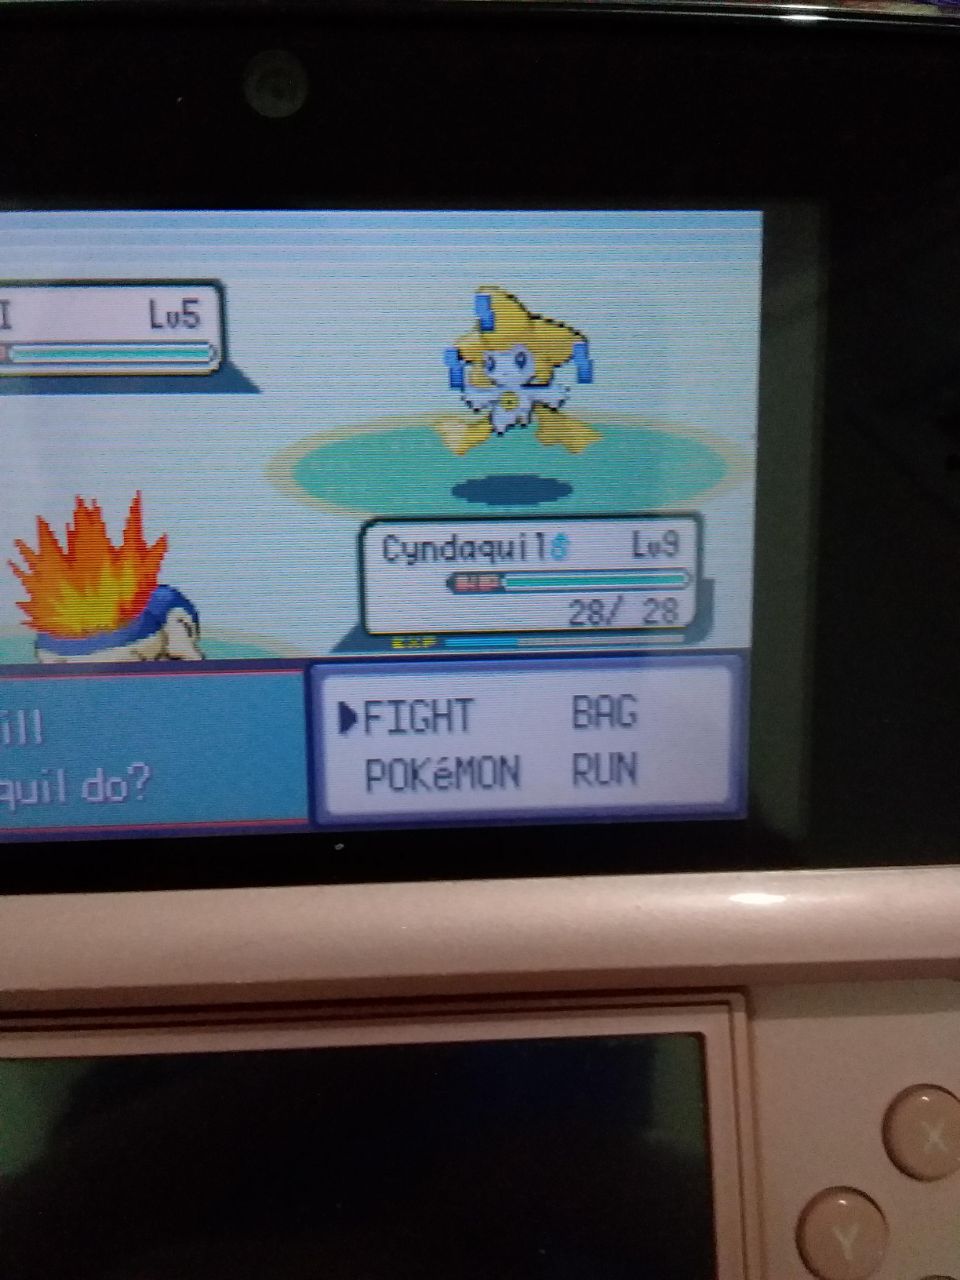 I Lv5
Cyndaquil♂ Lv9
HP
28/ 28
EXP
ill
quil do?
FIGHT BAG
POKéMON RUN
X
Y